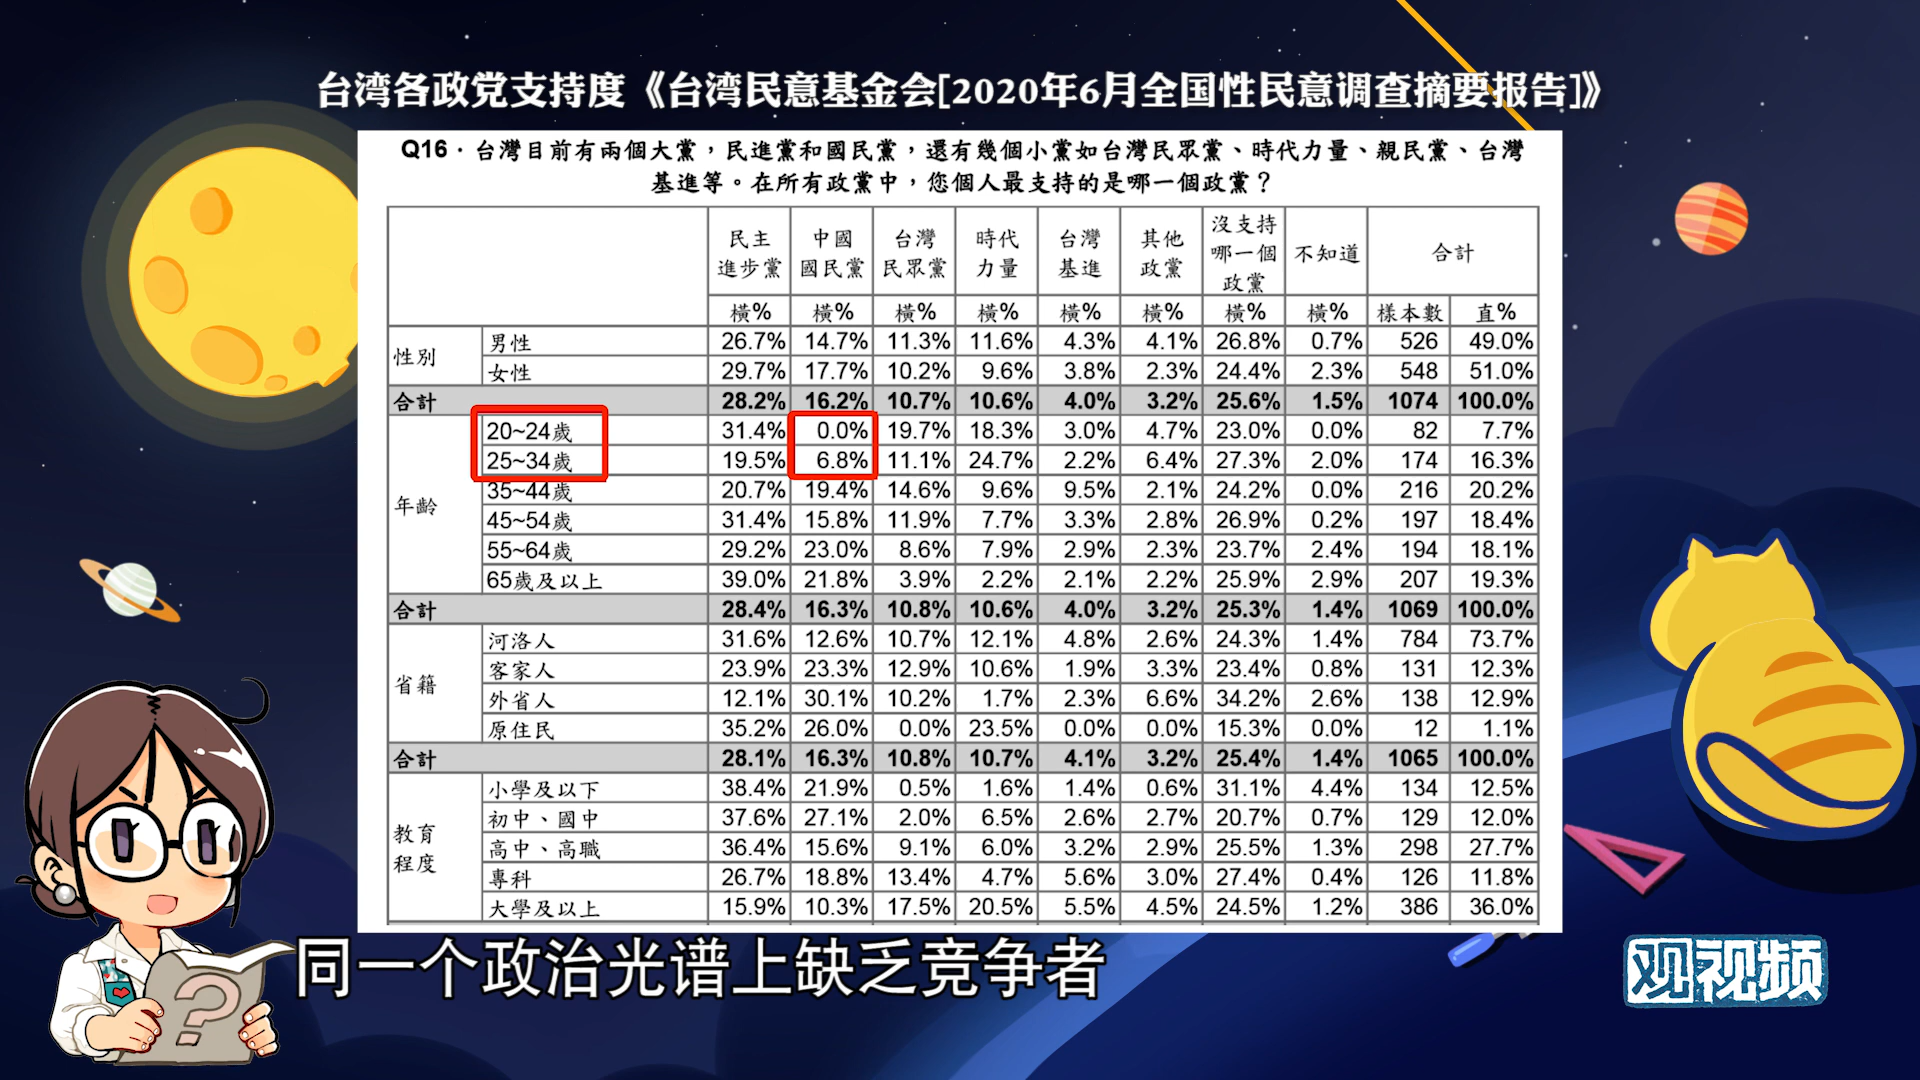 台湾各政党支持度《台湾民意基金会[2020年6月全国性民意调查摘要报告]》
Q16．台灣目前有兩個大黨，民進黨和國民黨，還有幾個小黨如台灣民眾黨、時代力量、親民黨、台灣
基進等。在所有政黨中，您個人最支持的是哪一個政黨？
民主進步黨 中國國民黨 台灣民眾黨 時代力量 台灣基進 其他政黨 沒支持哪一個政黨 不知道 合計
橫% 橫% 橫% 橫% 橫% 橫% 橫% 橫% 樣本數 直%
性別
男性 26.7% 14.7% 11.3% 11.6% 4.3% 4.1% 26.8% 0.7% 526 49.0%
女性 29.7% 17.7% 10.2% 9.6% 3.8% 2.3% 24.4% 2.3% 548 51.0%
合計 28.2% 16.2% 10.7% 10.6% 4.0% 3.2% 25.6% 1.5% 1074 100.0%
年齡
20~24歲 31.4% 0.0% 19.7% 18.3% 3.0% 4.7% 23.0% 0.0% 82 7.7%
25~34歲 19.5% 6.8% 11.1% 24.7% 2.2% 6.4% 27.3% 2.0% 174 16.3%
35~44歲 20.7% 19.4% 14.6% 9.6% 9.5% 2.1% 24.2% 0.0% 216 20.2%
45~54歲 31.4% 15.8% 11.9% 7.7% 3.3% 2.8% 26.9% 0.2% 197 18.4%
55~64歲 29.2% 23.0% 8.6% 7.9% 2.9% 2.3% 23.7% 2.4% 194 18.1%
65歲及以上 39.0% 21.8% 3.9% 2.2% 2.1% 2.2% 25.9% 2.9% 207 19.3%
合計 28.4% 16.3% 10.8% 10.6% 4.0% 3.2% 25.3% 1.4% 1069 100.0%
省籍
河洛人 31.6% 12.6% 10.7% 12.1% 4.8% 2.6% 24.3% 1.4% 784 73.7%
客家人 23.9% 23.3% 12.9% 10.6% 1.9% 3.3% 23.4% 0.8% 131 12.3%
外省人 12.1% 30.1% 10.2% 1.7% 2.3% 6.6% 34.2% 2.6% 138 12.9%
原住民 35.2% 26.0% 0.0% 23.5% 0.0% 0.0% 15.3% 0.0% 12 1.1%
合計 28.1% 16.3% 10.8% 10.7% 4.1% 3.2% 25.4% 1.4% 1065 100.0%
教育程度
小學及以下 38.4% 21.9% 0.5% 1.6% 1.4% 0.6% 31.1% 4.4% 134 12.5%
初中、國中 37.6% 27.1% 2.0% 6.5% 2.6% 2.7% 20.7% 0.7% 129 12.0%
高中、高職 36.4% 15.6% 9.1% 6.0% 3.2% 2.9% 25.5% 1.3% 298 27.7%
專科 26.7% 18.8% 13.4% 4.7% 5.6% 3.0% 27.4% 0.4% 126 11.8%
大學及以上 15.9% 10.3% 17.5% 20.5% 5.5% 4.5% 24.5% 1.2% 386 36.0%
同一个政治光谱上缺乏竞争者
?
观视频